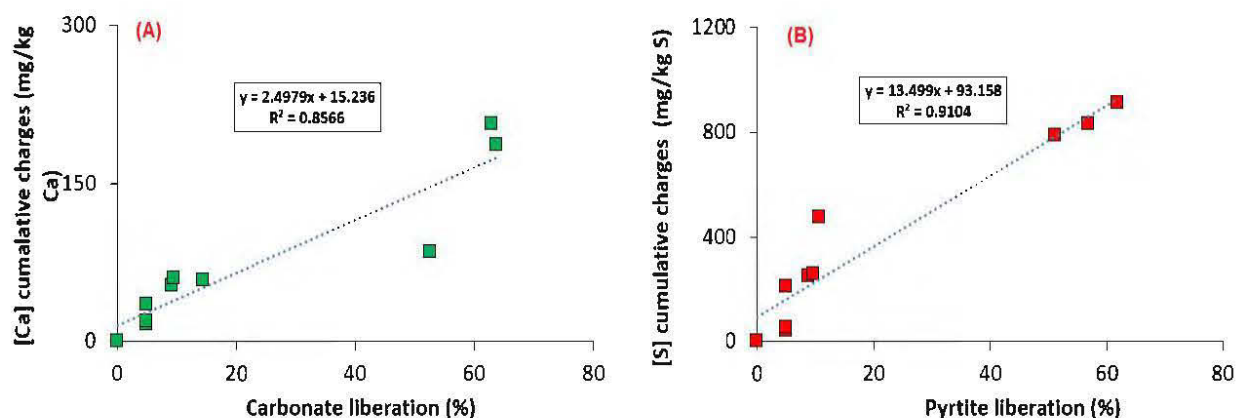 (A)
300
150
0
[Ca] cumalative charges (mg/kg
Ca)
y = 2.4979x + 15.236
R² = 0.8566
0 20 40 60 80
Carbonate liberation (%)
(B)
1200
800
400
0
[S] cumulative charges (mg/kg S)
y = 13.499x + 93.158
R² = 0.9104
0 20 40 60 80
Pyrtite liberation (%)